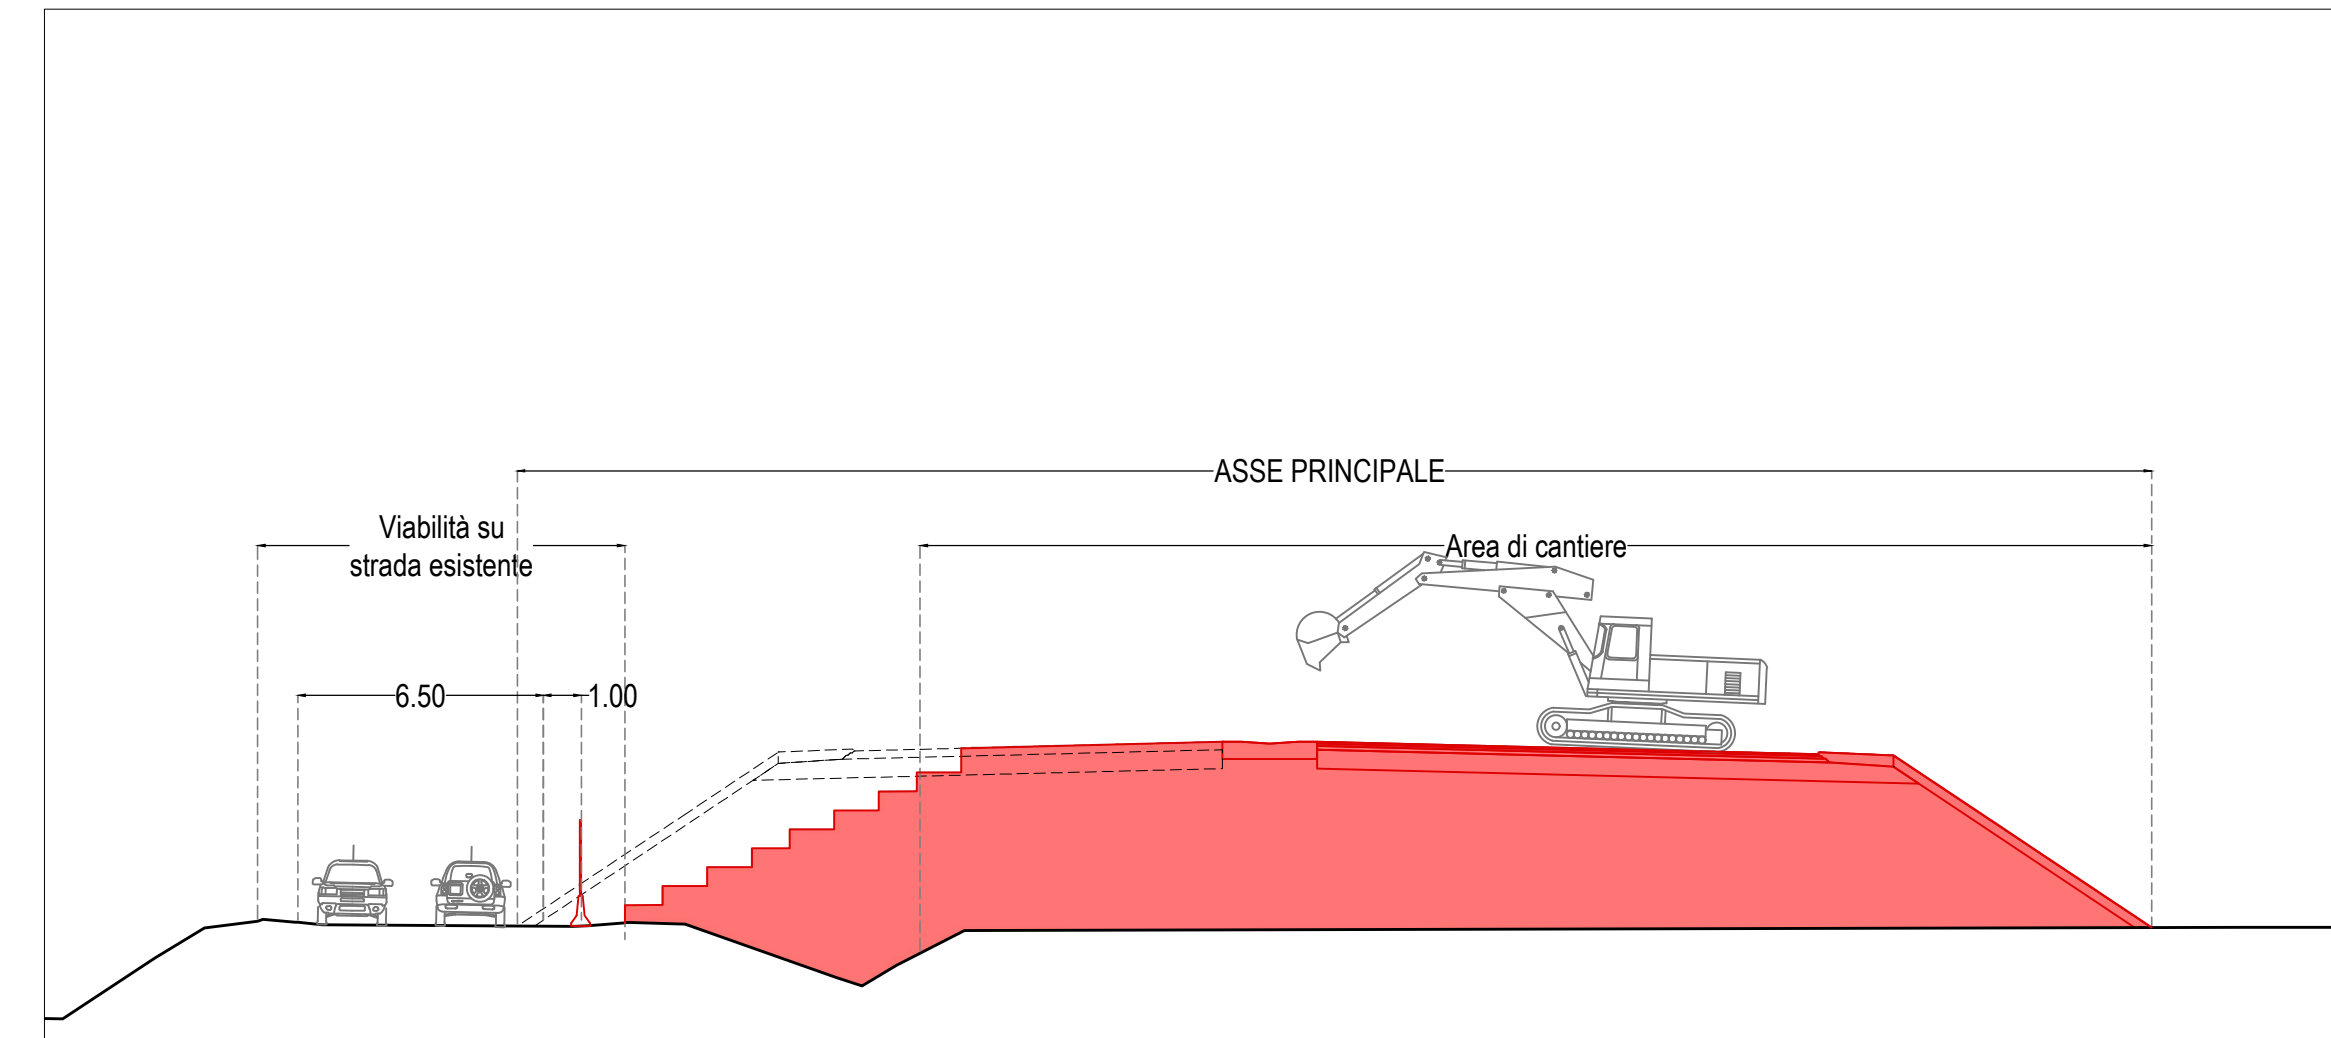 ASSE PRINCIPALE
Viabilità su
strada esistente
Area di cantiere
6.50
1.00